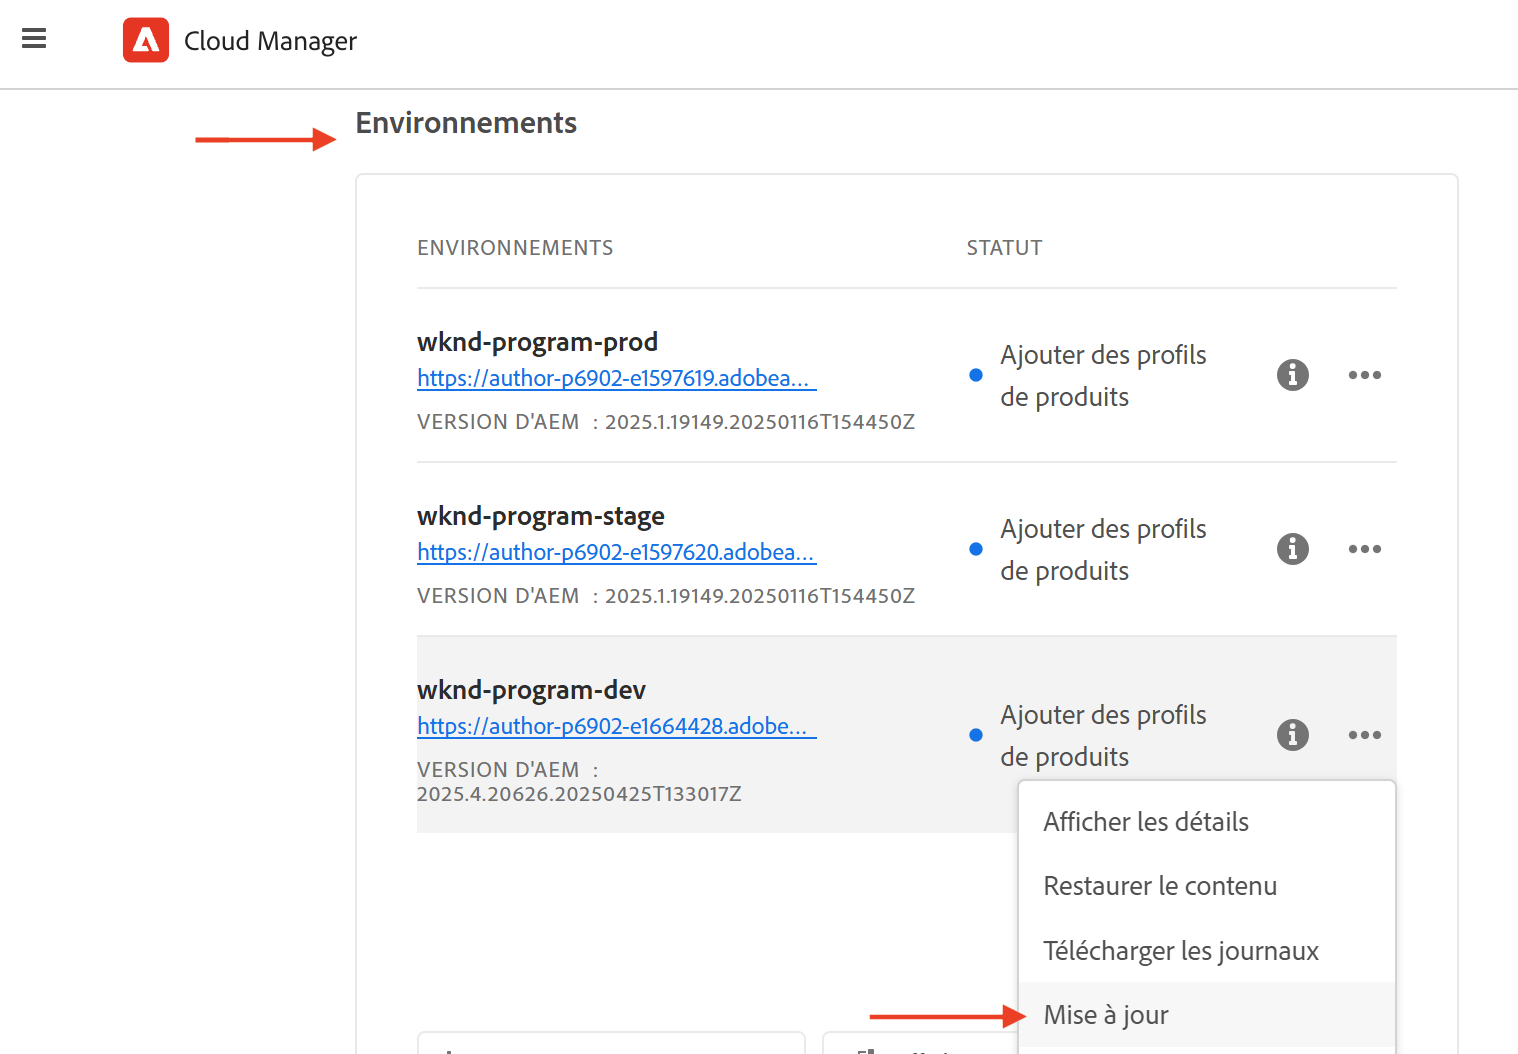 Cloud Manager
Environnements
ENVIRONNEMENTS
STATUT
wknd-program-prod
https://author-p6902-e1597619.adobea...
VERSION D'AEM : 2025.1.19149.20250116T154450Z
Ajouter des profils
de produits
wknd-program-stage
https://author-p6902-e1597620.adobea...
VERSION D'AEM : 2025.1.19149.20250116T154450Z
Ajouter des profils
de produits
wknd-program-dev
https://author-p6902-e1664428.adobe...
VERSION D'AEM :
2025.4.20626.20250425T133017Z
Ajouter des profils
de produits
Afficher les détails
Restaurer le contenu
Télécharger les journaux
Mise à jour